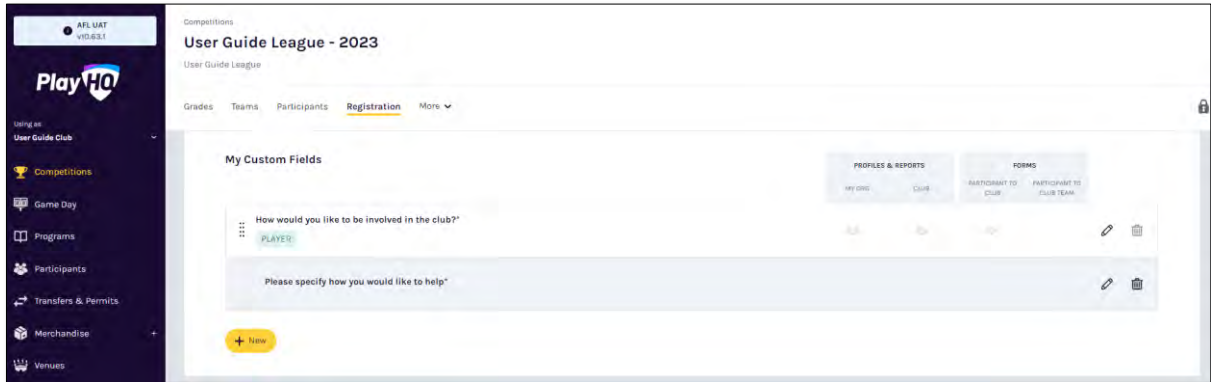 AFL UAT
v10.63.1
PlayHQ
Using as
User Guide Club
Competitions
Game Day
Programs
Participants
Transfers & Permits
Merchandise +
Venues
Competitions
User Guide League - 2023
User Guide League
Grades Teams Participants Registration More
My Custom Fields
PROFILES & REPORTS FORMS
MY ORG CLUB PARTICIPANT TO CLUB PARTICIPANT TO CLUB TEAM
How would you like to be involved in the club?*
PLAYER
Please specify how you would like to help*
+ New